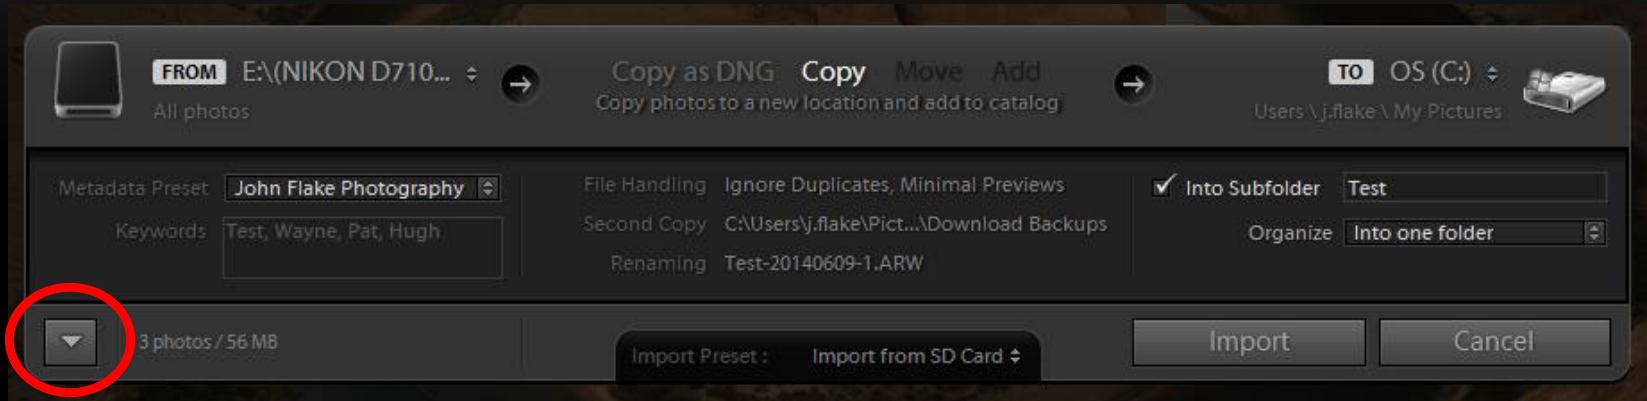 FROM E:\(NIKON D710...
All photos
Copy as DNG Copy Move Add
Copy photos to a new location and add to catalog
TO OS (C:)
Users \ j.flake \ My Pictures
Metadata Preset John Flake Photography
Keywords Test, Wayne, Pat, Hugh
File Handling Ignore Duplicates, Minimal Previews
Second Copy C:\Users\j.flake\Pict...\Download Backups
Renaming Test-20140609-1.ARW
Into Subfolder Test
Organize Into one folder
3 photos / 56 MB
Import Preset : Import from SD Card
Import
Cancel